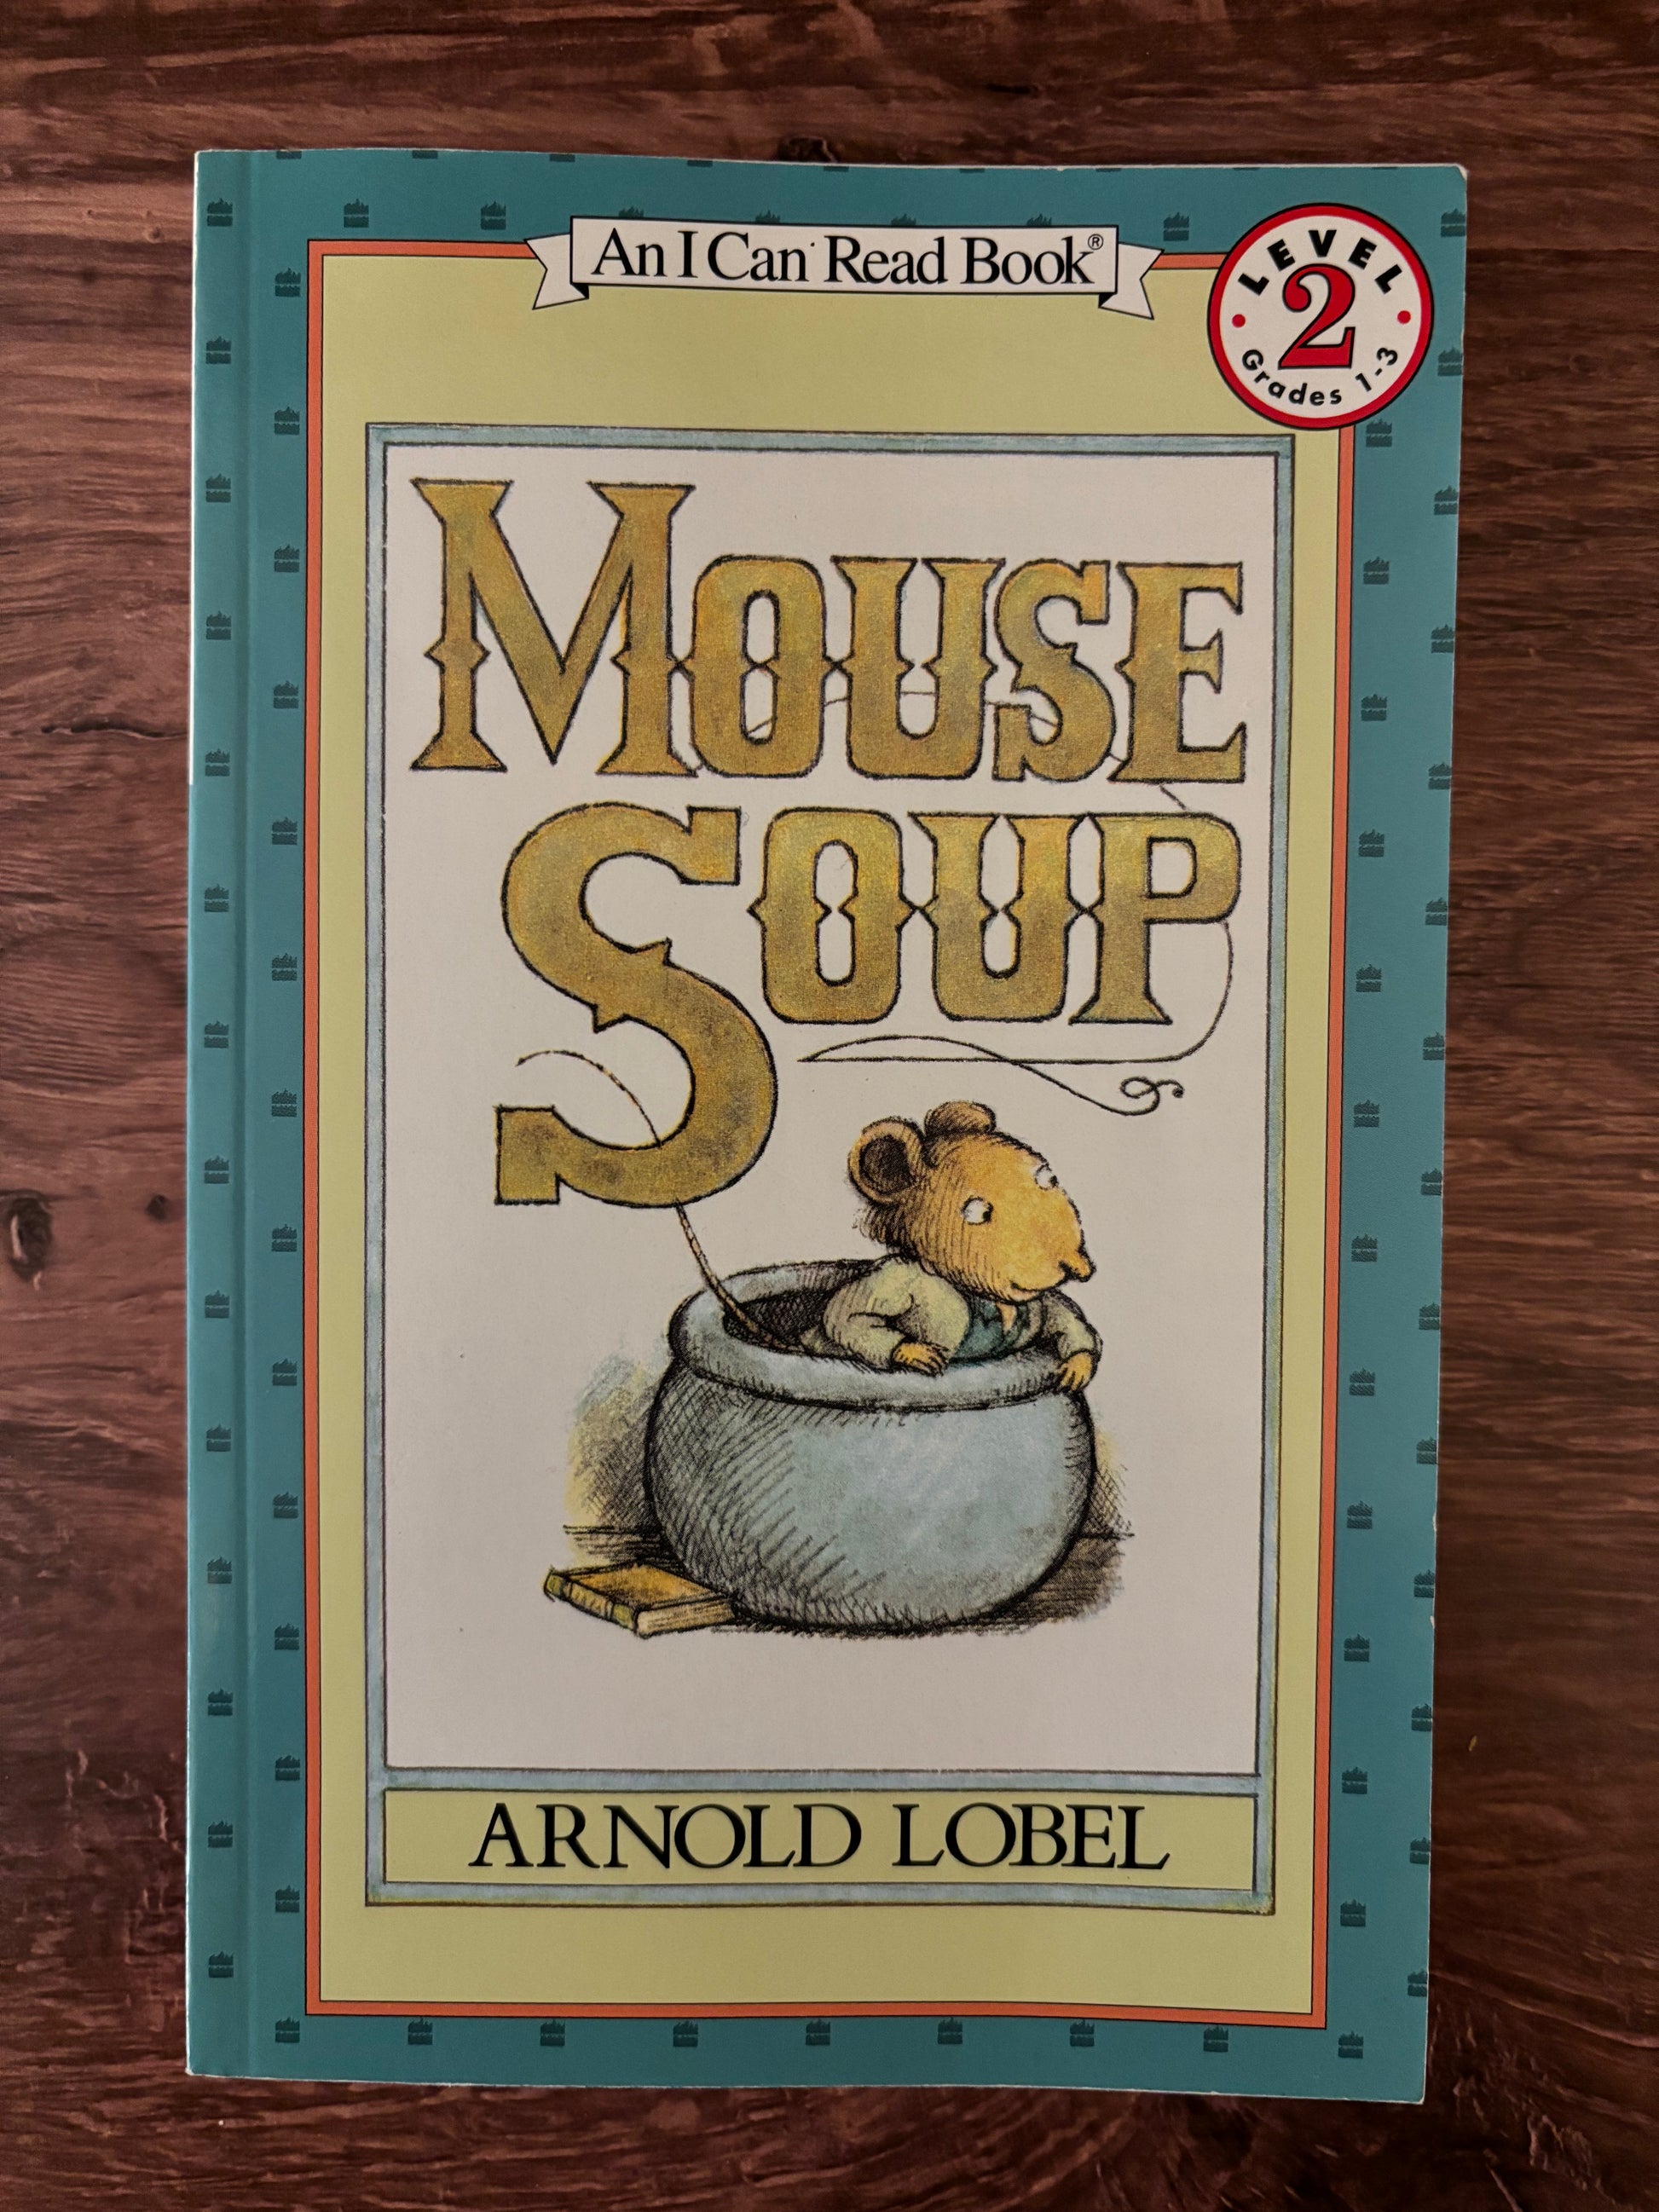 An I Can Read Book®
LEVEL
2
Grades 1-3
MOUSE
SOUP
ARNOLD LOBEL